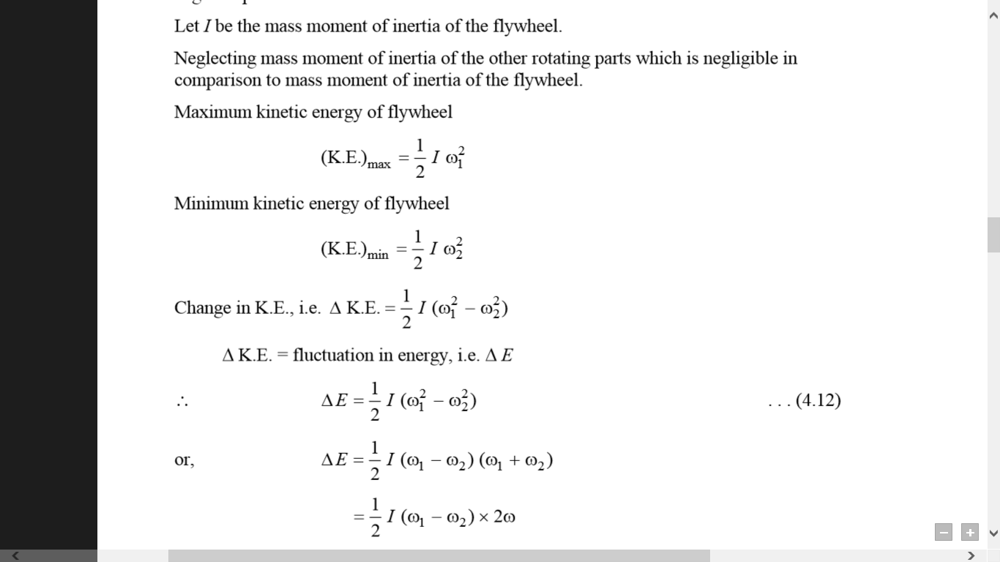 Let I be the mass moment of inertia of the flywheel.
Neglecting mass moment of inertia of the other rotating parts which is negligible in
comparison to mass moment of inertia of the flywheel.
Maximum kinetic energy of flywheel
(K.E.)max = 1/2 I ω₁²
Minimum kinetic energy of flywheel
(K.E.)min = 1/2 I ω₂²
Change in K.E., i.e. Δ K.E. = 1/2 I (ω₁² − ω₂²)
Δ K.E. = fluctuation in energy, i.e. Δ E
∴ Δ E = 1/2 I (ω₁² − ω₂²) . . . (4.12)
or, Δ E = 1/2 I (ω₁ − ω₂) (ω₁ + ω₂)
= 1/2 I (ω₁ − ω₂) × 2ω